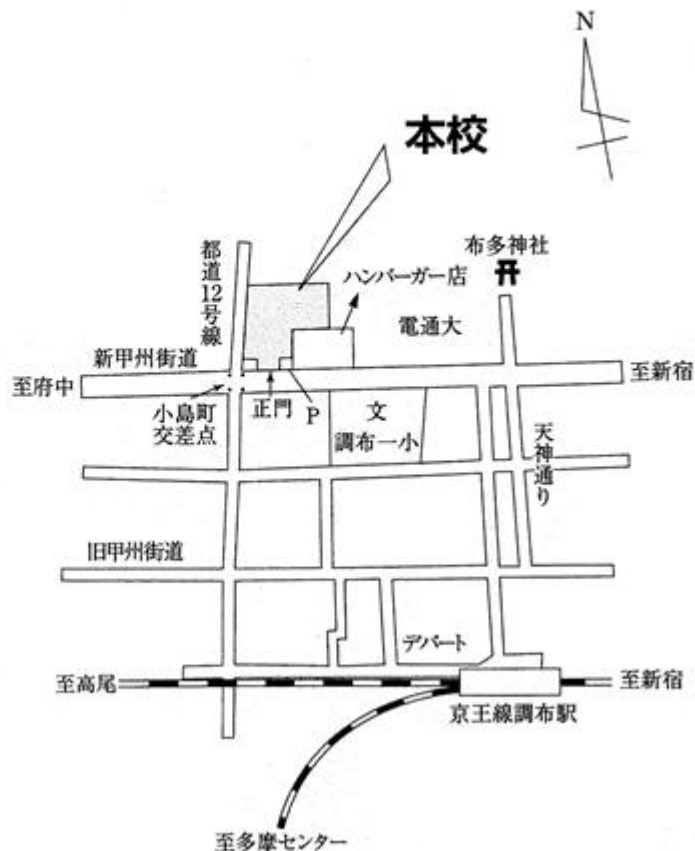 N
本校
布多神社
都道12号線
ハンバーガー店
電通大
新甲州街道
至新宿
至府中
小島町
交差点
正門
P
文
調布一小
天神通り
旧甲州街道
デパート
至高尾
至新宿
京王線調布駅
至多摩センター